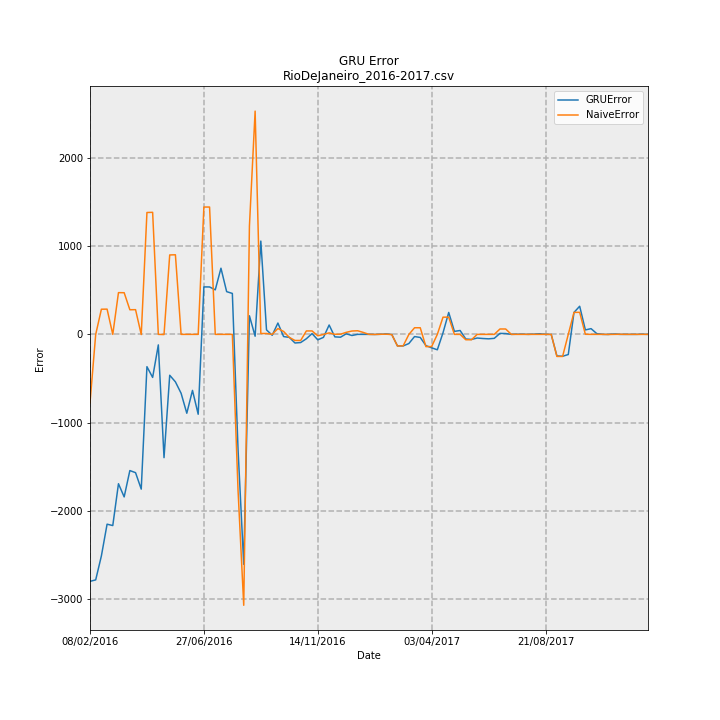 GRU Error
RioDeJaneiro_2016-2017.csv
GRUError
NaiveError
2000
1000
0
−1000
−2000
−3000
Error
08/02/2016
27/06/2016
14/11/2016
03/04/2017
21/08/2017
Date